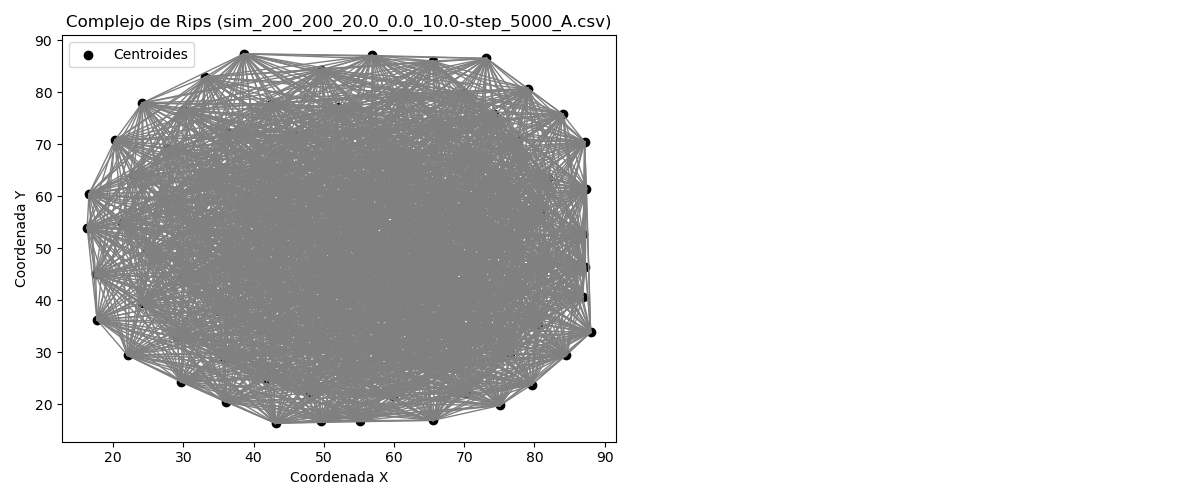 Complejo de Rips (sim_200_200_20.0_0.0_10.0-step_5000_A.csv)
Centroides
90
80
70
60
50
40
30
20
Coordenada Y
20 30 40 50 60 70 80 90
Coordenada X